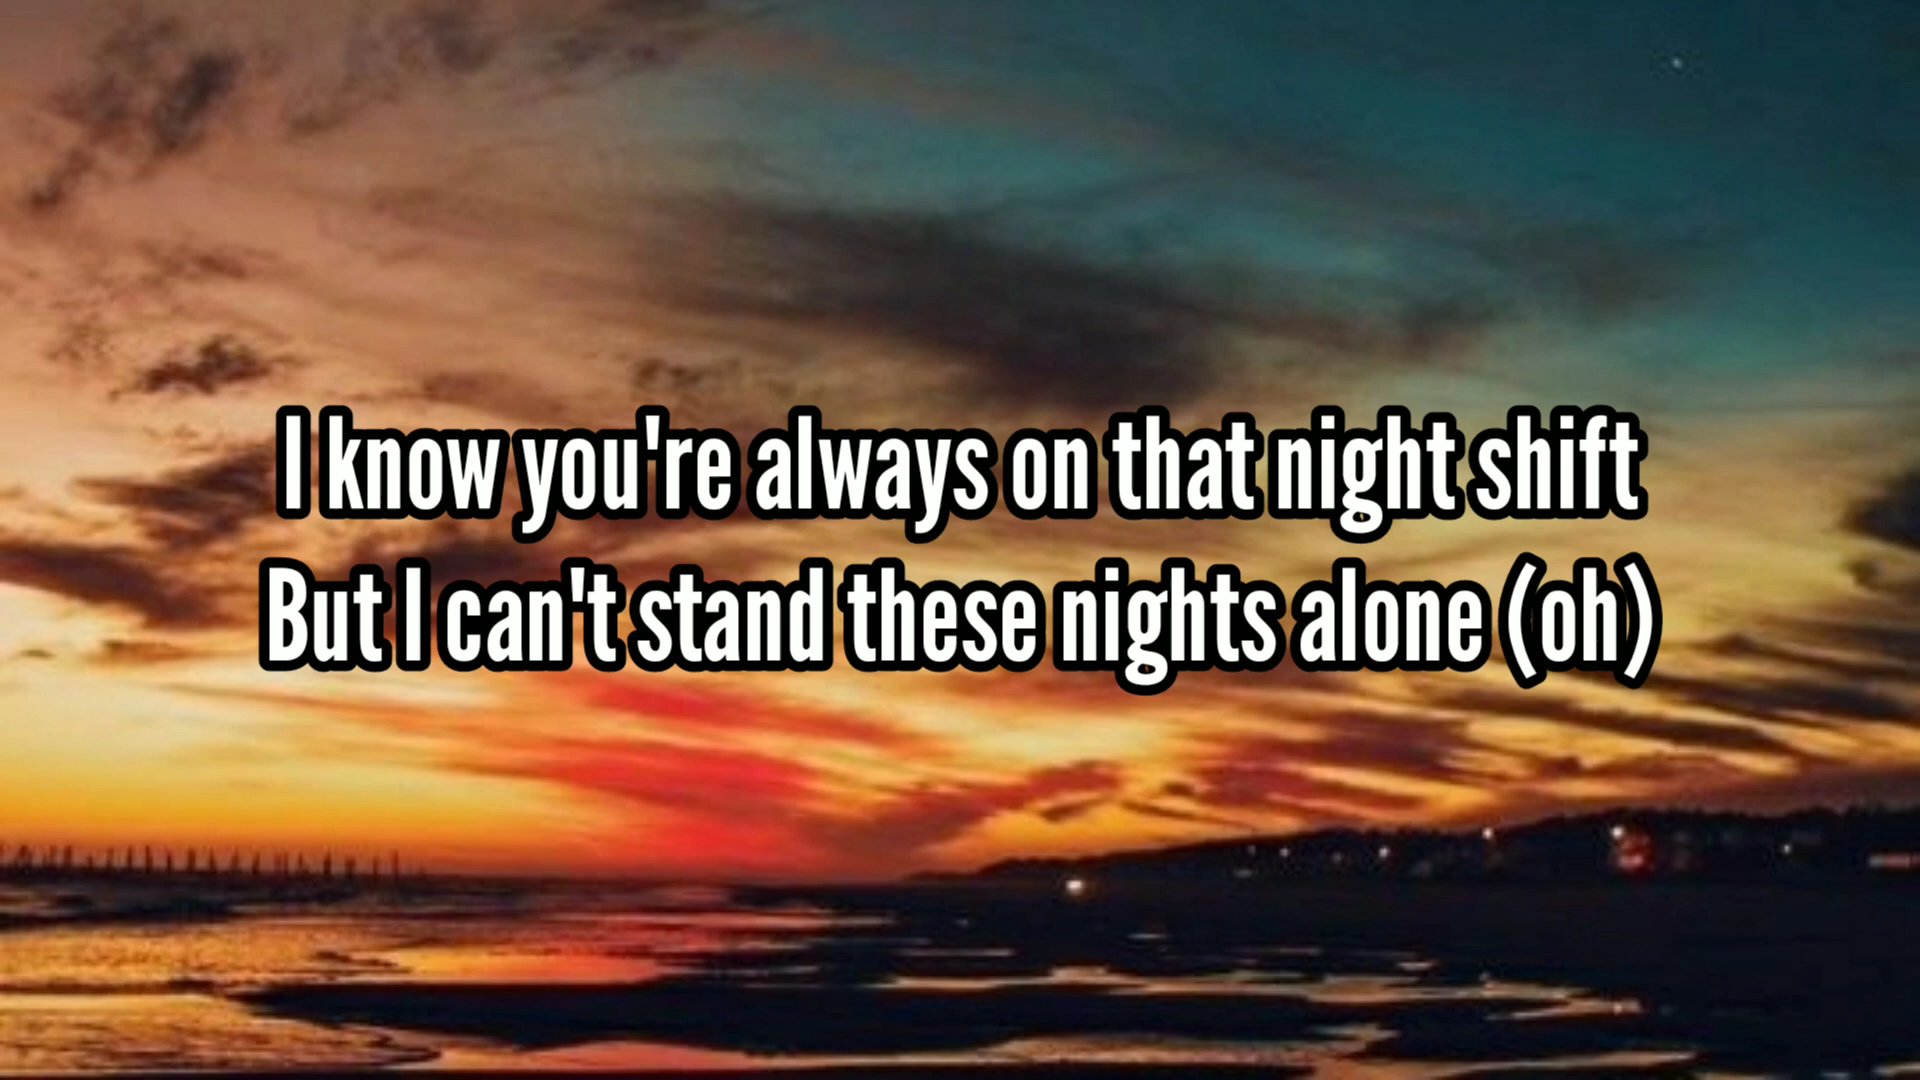 I know you're always on that night shift
But I can't stand these nights alone (oh)